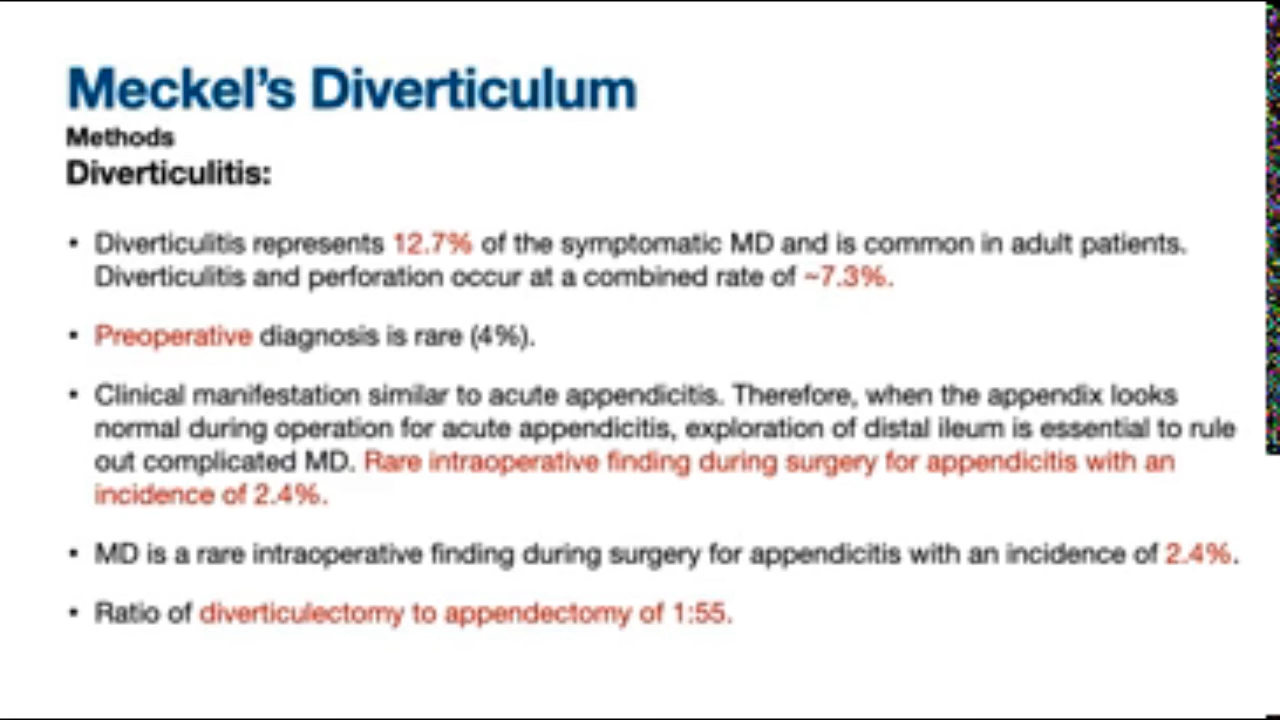 Meckel's Diverticulum
Methods
Diverticulitis:
• Diverticulitis represents 12.7% of the symptomatic MD and is common in adult patients.
Diverticulitis and perforation occur at a combined rate of ~7.3%.
• Preoperative diagnosis is rare (4%).
• Clinical manifestation similar to acute appendicitis. Therefore, when the appendix looks
normal during operation for acute appendicitis, exploration of distal ileum is essential to rule
out complicated MD. Rare intraoperative finding during surgery for appendicitis with an
incidence of 2.4%.
• MD is a rare intraoperative finding during surgery for appendicitis with an incidence of 2.4%.
• Ratio of diverticulectomy to appendectomy of 1:55.